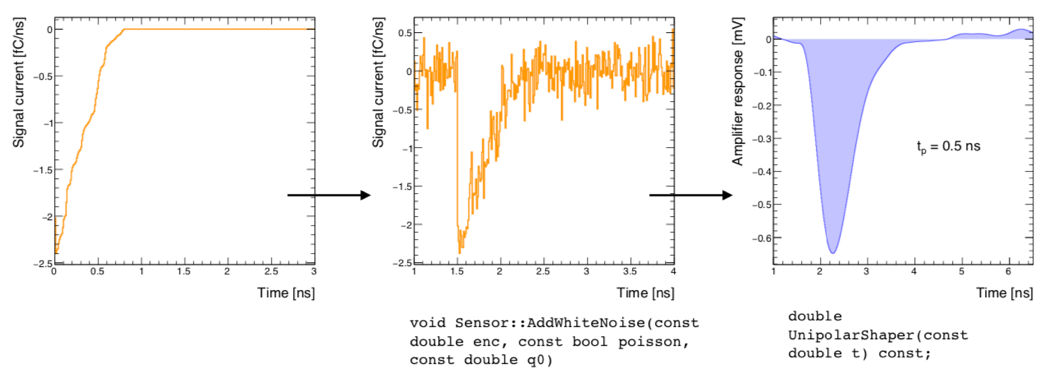 Signal current [fC/ns]
0
−0.5
−1
−1.5
−2
−2.5
0 0.5 1 1.5 2 2.5 3
Time [ns]
Signal current [fC/ns]
0.5
0
−0.5
−1
−1.5
−2
−2.5
1 1.5 2 2.5 3 3.5 4
Time [ns]
void Sensor::AddWhiteNoise(const
double enc, const bool poisson,
const double q0)
Amplifier response [mV]
0
−0.1
−0.2
−0.3
−0.4
−0.5
−0.6
tp = 0.5 ns
1 2 3 4 5 6
Time [ns]
double
UnipolarShaper(const
double t) const;